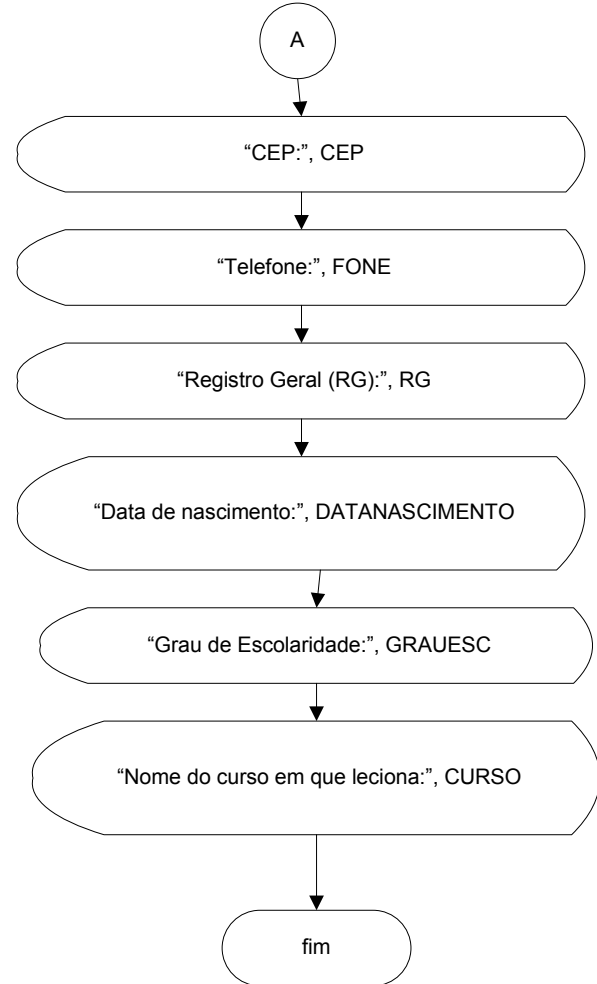 A
“CEP:”, CEP
“Telefone:”, FONE
“Registro Geral (RG):”, RG
“Data de nascimento:”, DATANASCIMENTO
“Grau de Escolaridade:”, GRAUESC
“Nome do curso em que leciona:”, CURSO
fim